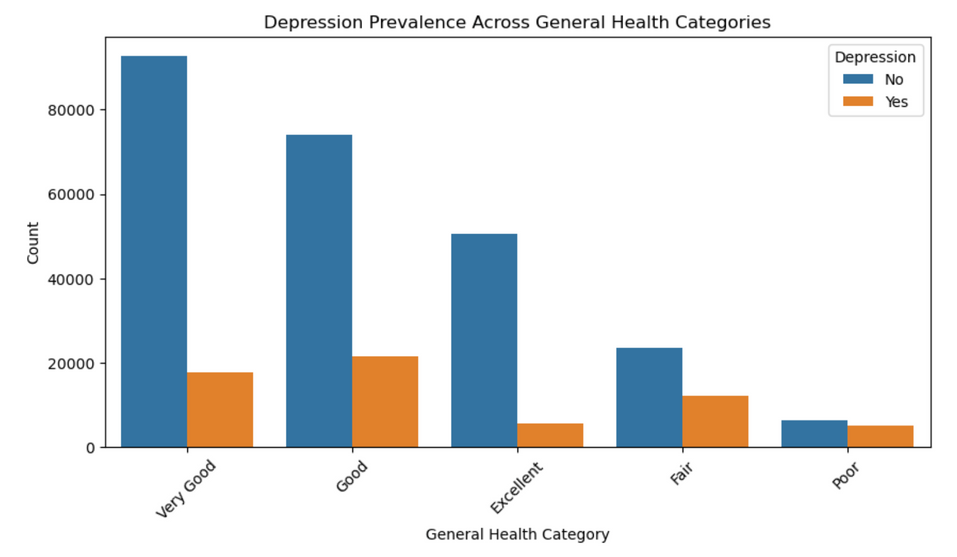 Depression Prevalence Across General Health Categories
Depression
No
Yes
80000
60000
40000
20000
0
Count
Very Good
Good
Excellent
Fair
Poor
General Health Category